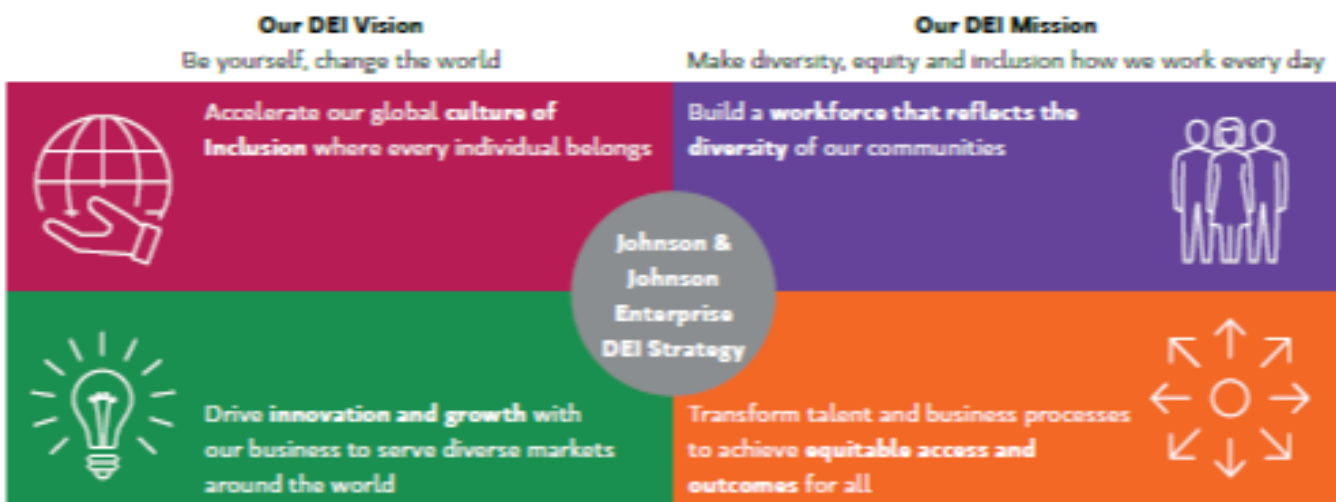 Our DEI Vision
Be yourself, change the world
Our DEI Mission
Make diversity, equity and inclusion how we work every day
Accelerate our global culture of
Inclusion where every individual belongs
Build a workforce that reflects the
diversity of our communities
Johnson &
Johnson
Enterprise
DEI Strategy
Drive innovation and growth with
our business to serve diverse markets
around the world
Transform talent and business processes
to achieve equitable access and
outcomes for all